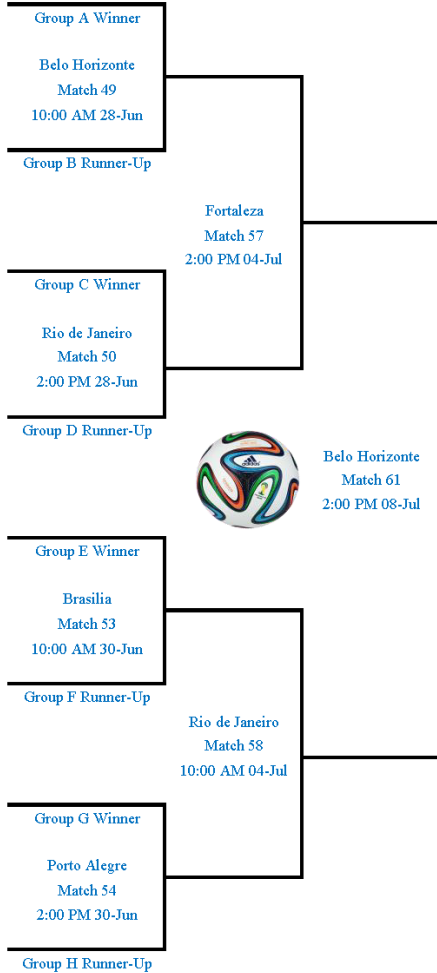 Group A Winner
Belo Horizonte
Match 49
10:00 AM 28-Jun
Group B Runner-Up
Fortaleza
Match 57
2:00 PM 04-Jul
Group C Winner
Rio de Janeiro
Match 50
2:00 PM 28-Jun
Group D Runner-Up
adidas
Belo Horizonte
Match 61
2:00 PM 08-Jul
Group E Winner
Brasilia
Match 53
10:00 AM 30-Jun
Group F Runner-Up
Rio de Janeiro
Match 58
10:00 AM 04-Jul
Group G Winner
Porto Alegre
Match 54
2:00 PM 30-Jun
Group H Runner-Up